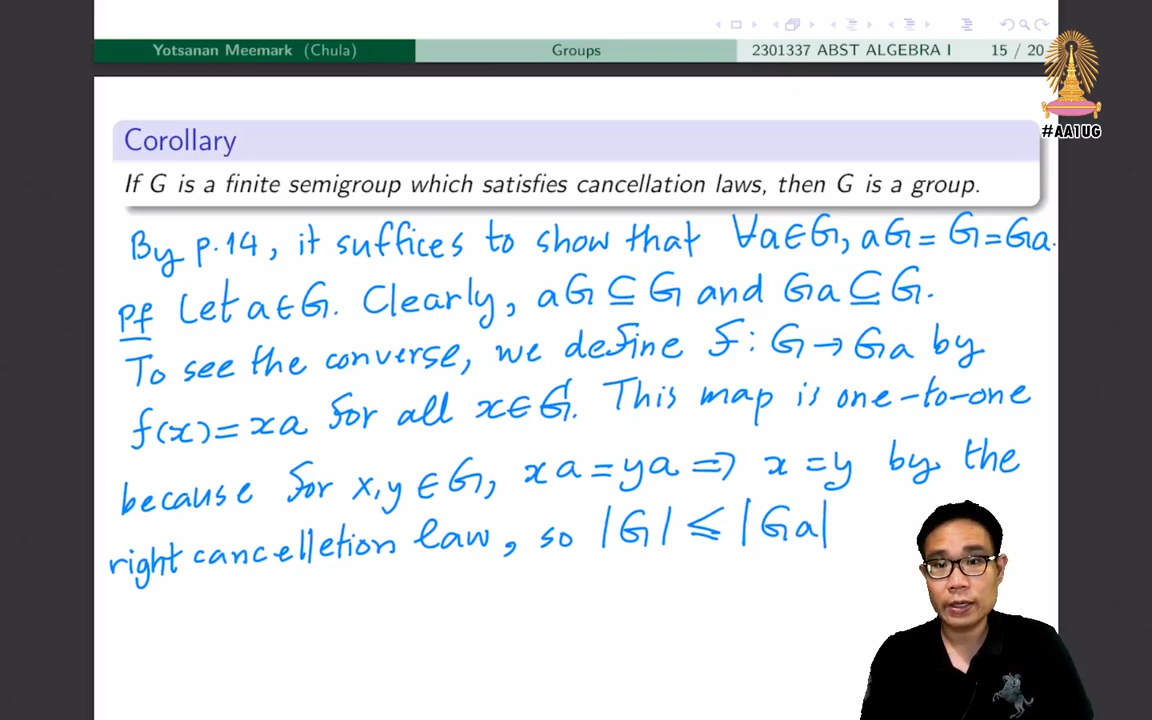 Yotsanan Meemark (Chula) Groups 2301337 ABST ALGEBRA I 15 / 20
#AA1UG
Corollary
If G is a finite semigroup which satisfies cancellation laws, then G is a group.
By p.14, it suffices to show that ∀a∈G, aG = G = Ga.
Pf Let a∈G. Clearly, aG ⊆ G and Ga ⊆ G.
To see the converse, we define f: G → Ga by
f(x) = xa for all x∈G. This map is one-to-one
because for x,y ∈ G, xa = ya ⇒ x = y by the
right cancelletion law, so |G| ≤ |Ga|